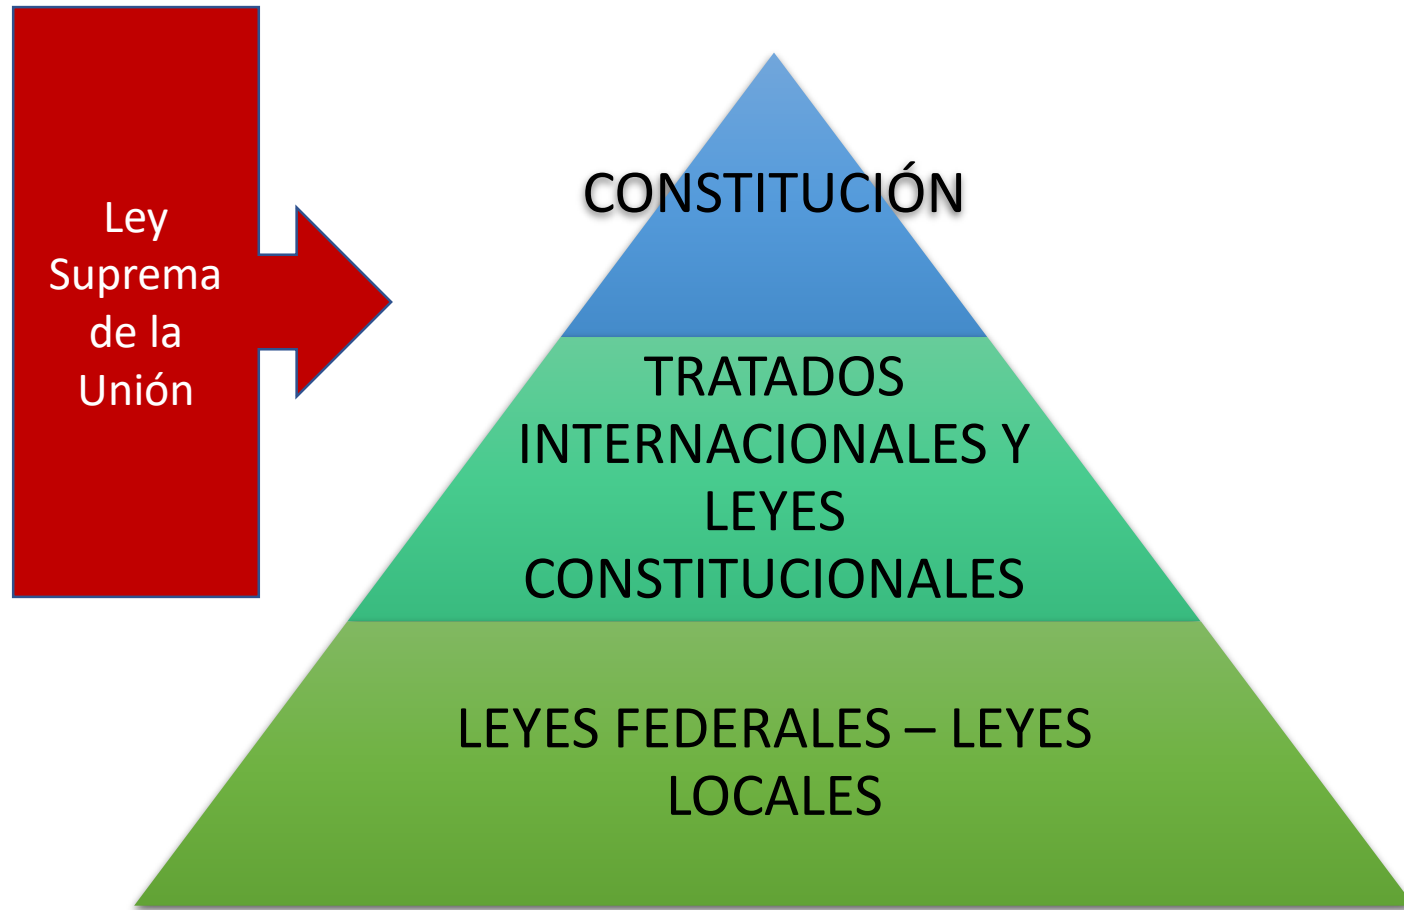 Ley
Suprema
de la
Unión
CONSTITUCIÓN
TRATADOS
INTERNACIONALES Y
LEYES
CONSTITUCIONALES
LEYES FEDERALES – LEYES
LOCALES